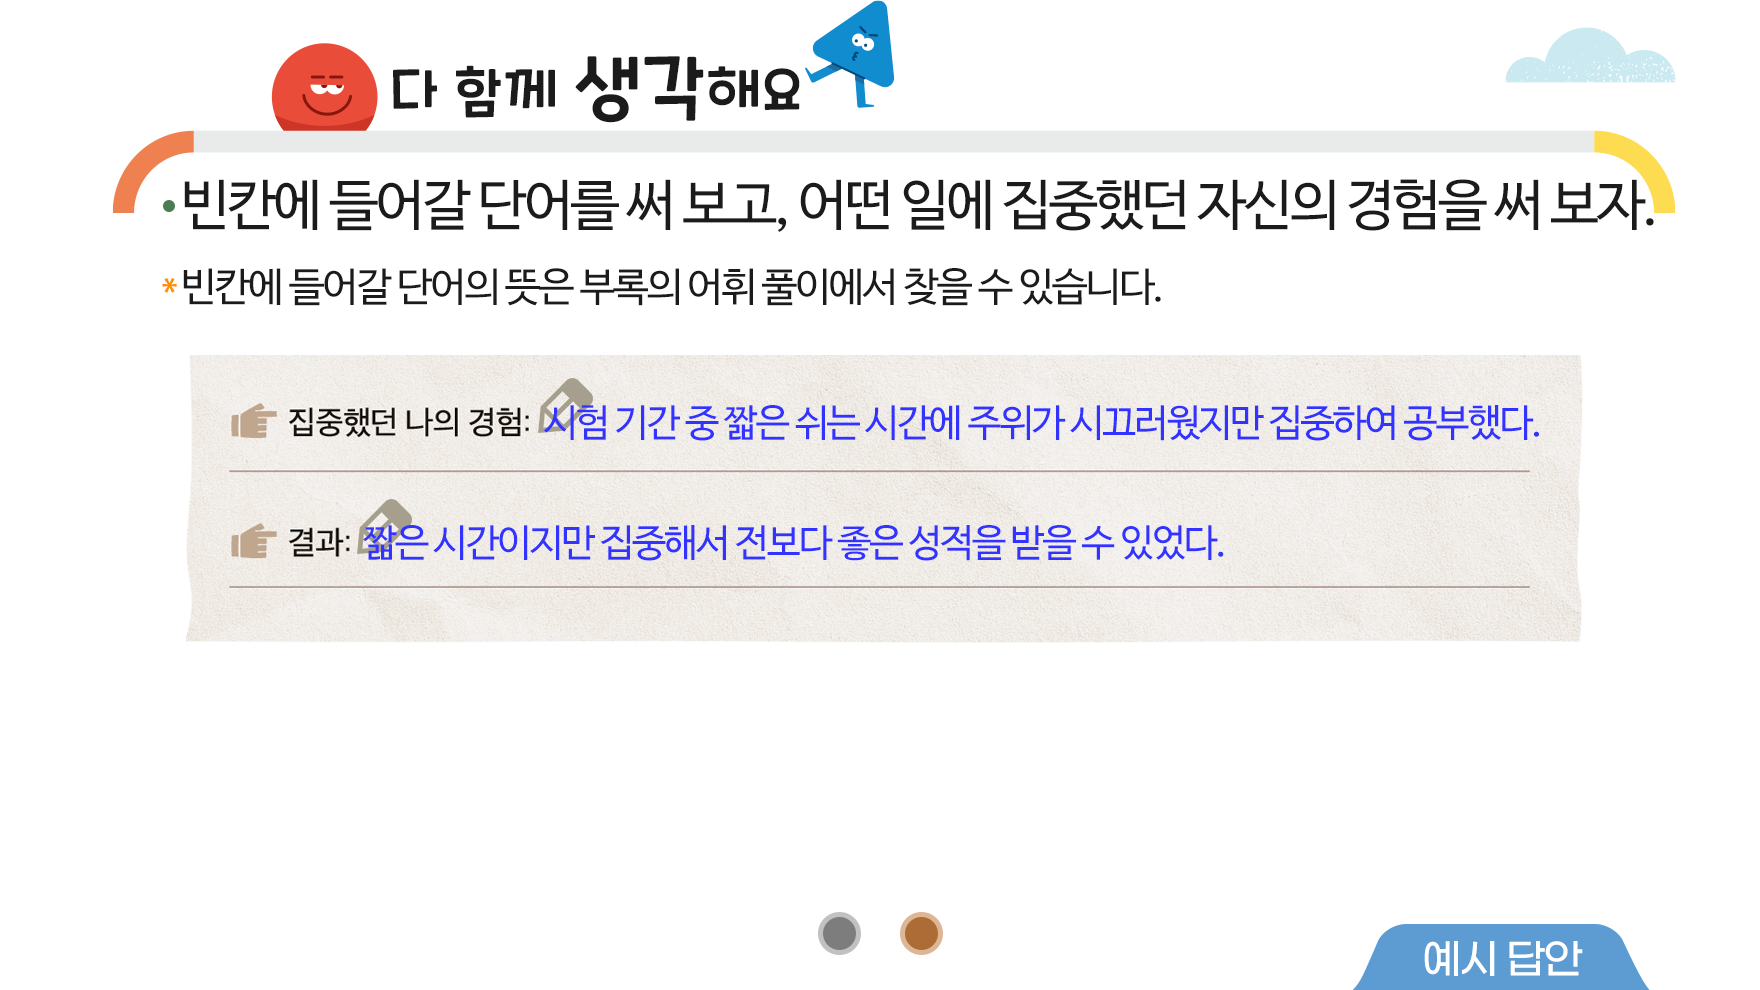 다 함께 생각해요
•빈칸에 들어갈 단어를 써 보고, 어떤 일에 집중했던 자신의 경험을 써 보자.
*빈칸에 들어갈 단어의 뜻은 부록의 어휘 풀이에서 찾을 수 있습니다.
집중했던 나의 경험: 시험 기간 중 짧은 쉬는 시간에 주위가 시끄러웠지만 집중하여 공부했다.
결과: 짧은 시간이지만 집중해서 전보다 좋은 성적을 받을 수 있었다.
예시 답안